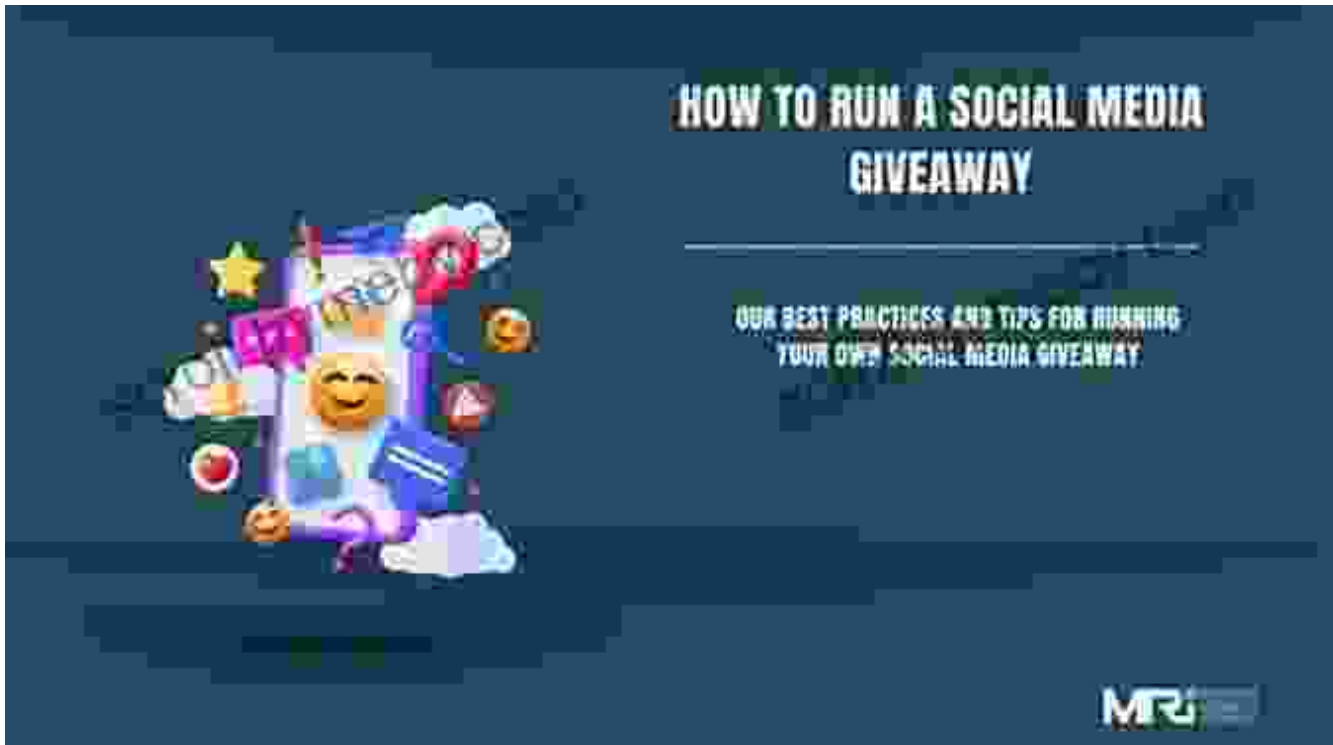 HOW TO RUN A SOCIAL MEDIA
GIVEAWAY
OUR BEST PRACTICES AND TIPS FOR RUNNING
YOUR OWN SOCIAL MEDIA GIVEAWAY